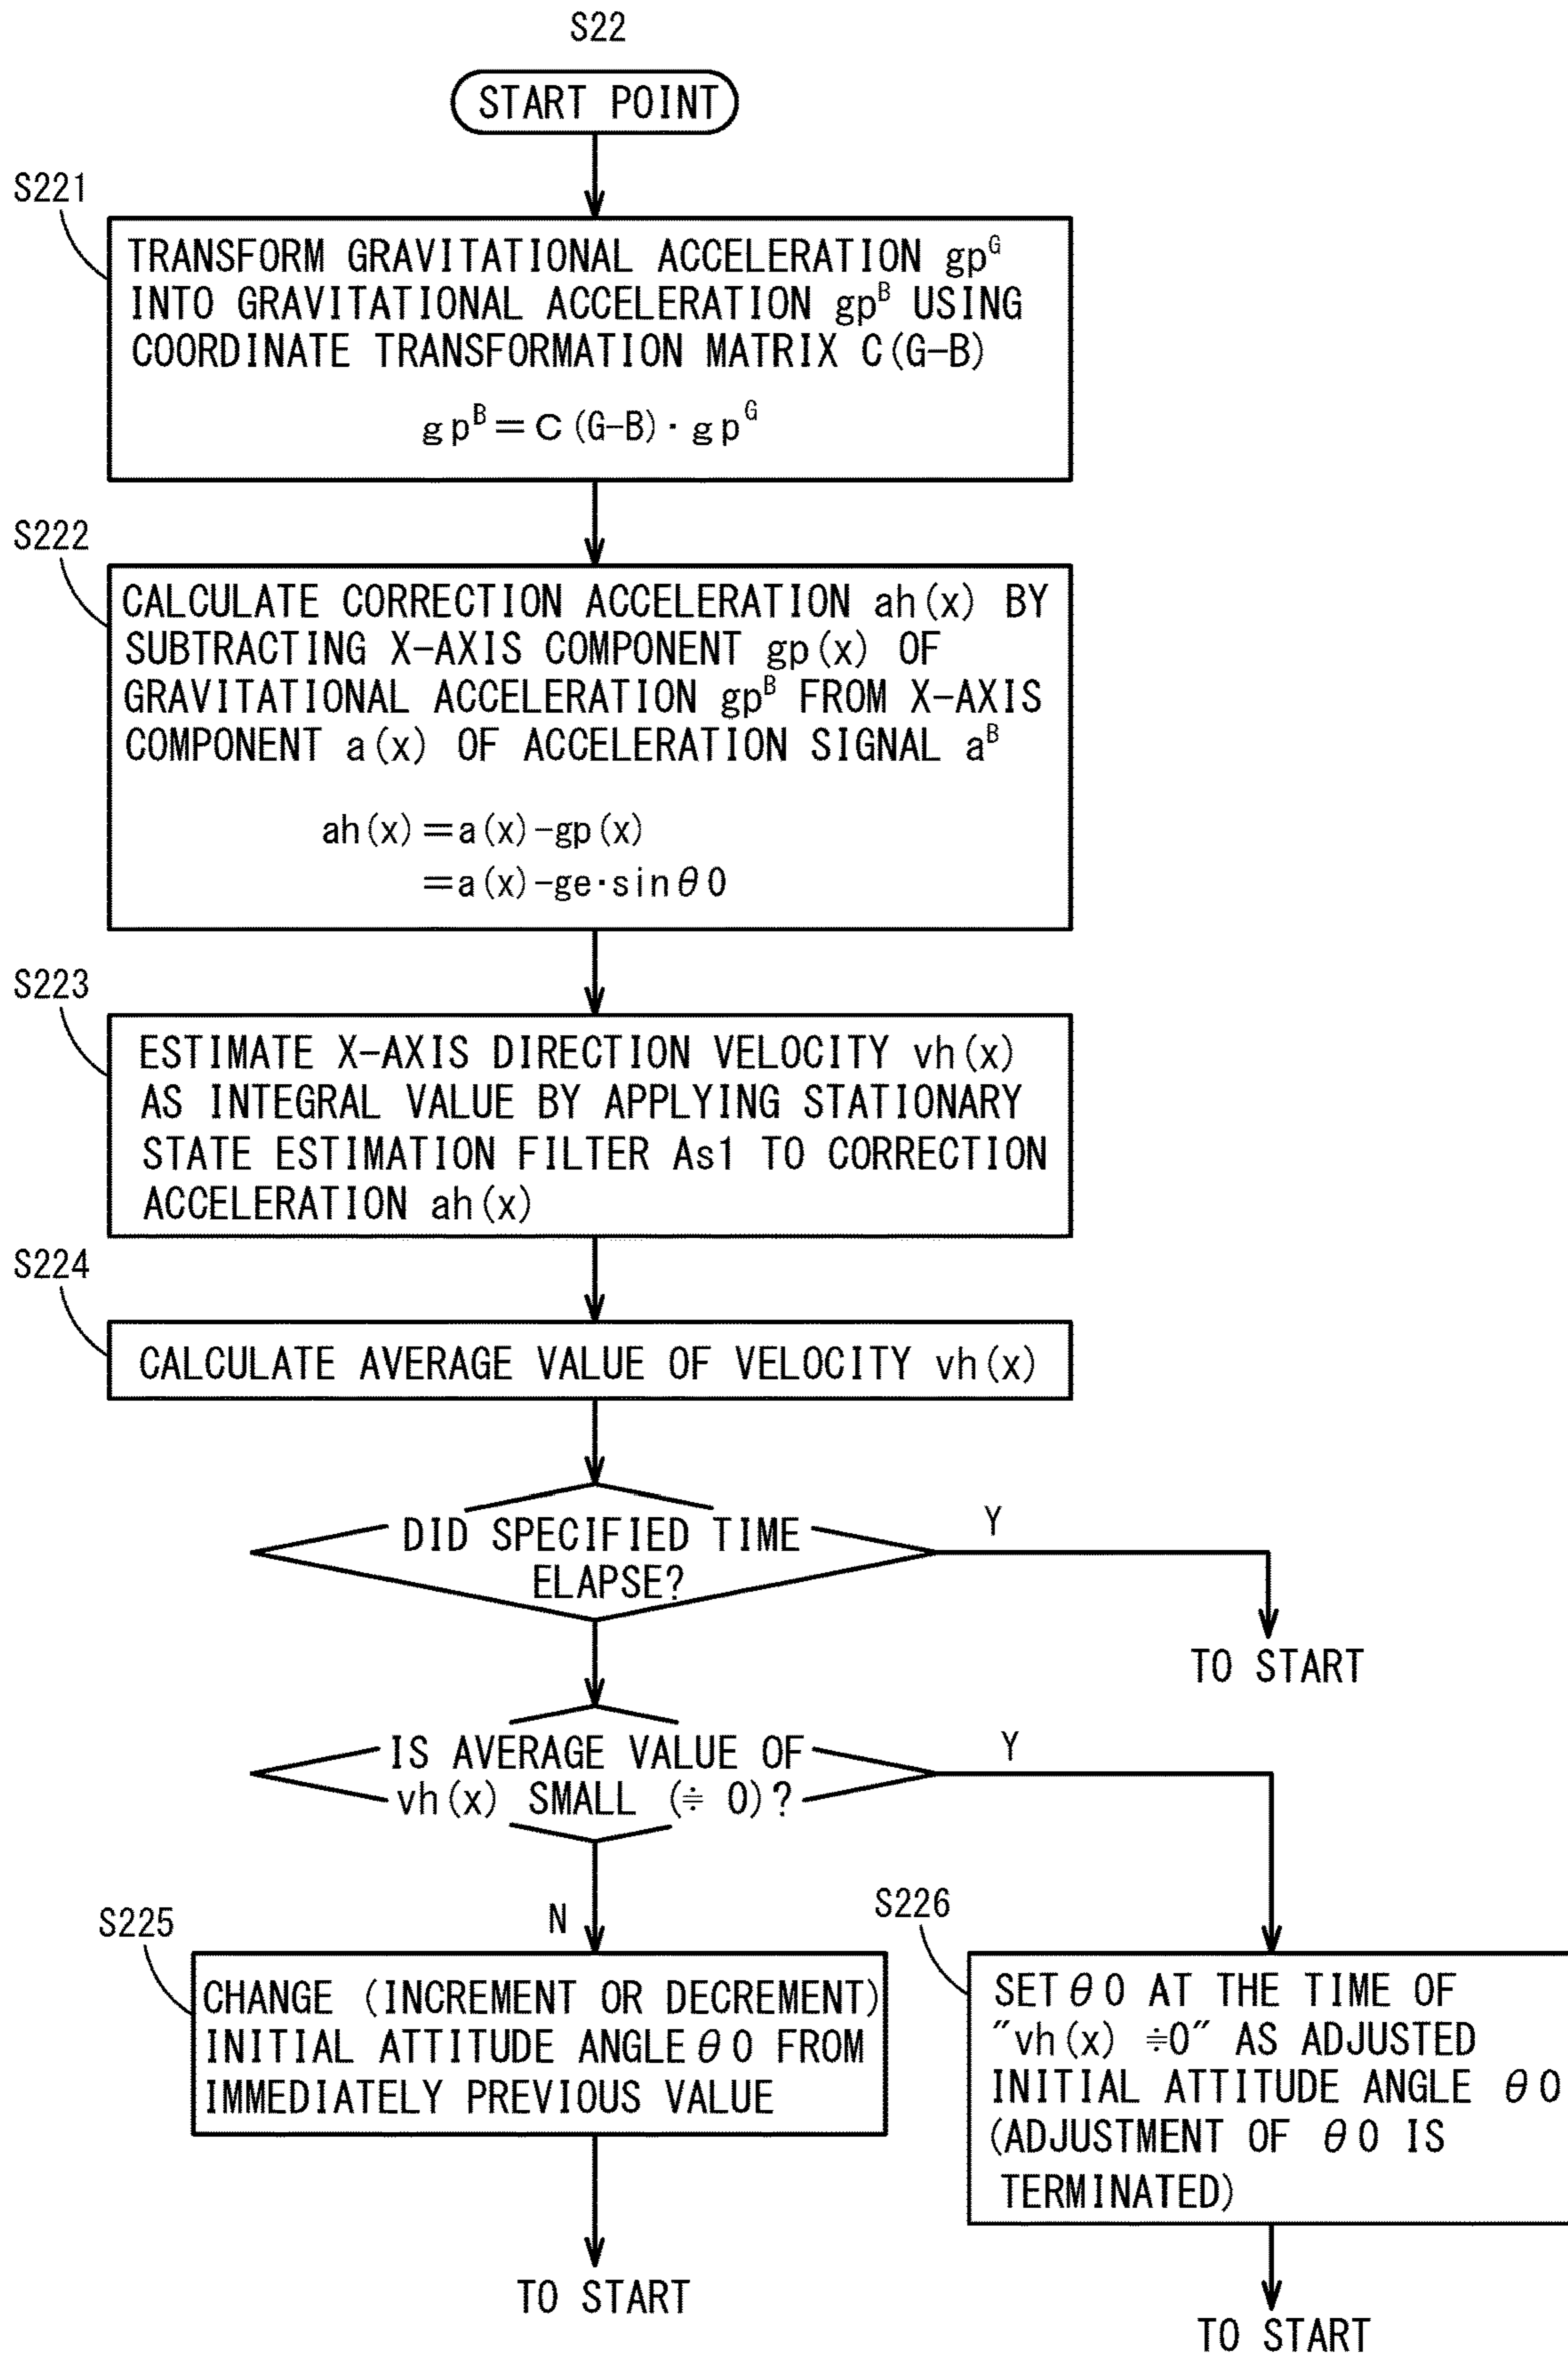 S22
START POINT
S221
TRANSFORM GRAVITATIONAL ACCELERATION gp^G
INTO GRAVITATIONAL ACCELERATION gp^B USING
COORDINATE TRANSFORMATION MATRIX C(G-B)
gp^B=C(G-B)·gp^G
S222
CALCULATE CORRECTION ACCELERATION ah(x) BY
SUBTRACTING X-AXIS COMPONENT gp(x) OF
GRAVITATIONAL ACCELERATION gp^B FROM X-AXIS
COMPONENT a(x) OF ACCELERATION SIGNAL a^B
ah(x)=a(x)-gp(x)
=a(x)-ge·sinθ0
S223
ESTIMATE X-AXIS DIRECTION VELOCITY vh(x)
AS INTEGRAL VALUE BY APPLYING STATIONARY
STATE ESTIMATION FILTER As1 TO CORRECTION
ACCELERATION ah(x)
S224
CALCULATE AVERAGE VALUE OF VELOCITY vh(x)
DID SPECIFIED TIME
ELAPSE?
Y
TO START
IS AVERAGE VALUE OF
vh(x) SMALL (≑ 0)?
Y
N
S225
CHANGE (INCREMENT OR DECREMENT)
INITIAL ATTITUDE ANGLE θ0 FROM
IMMEDIATELY PREVIOUS VALUE
TO START
S226
SET θ0 AT THE TIME OF
"vh(x) ≑0" AS ADJUSTED
INITIAL ATTITUDE ANGLE θ0
(ADJUSTMENT OF θ0 IS
TERMINATED)
TO START